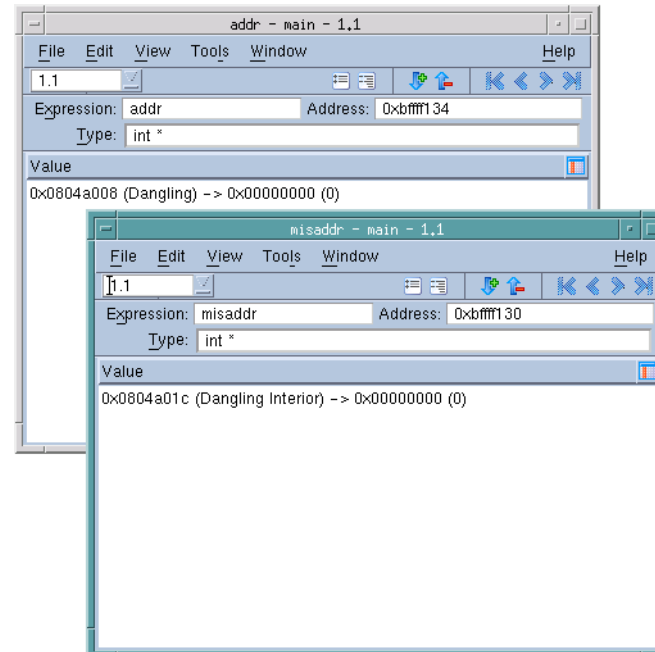 addr - main - 1.1
File Edit View Tools Window Help
1.1
Expression: addr Address: 0xbffff134
Type: int *
Value
0x0804a008 (Dangling) -> 0x00000000 (0)
misaddr - main - 1.1
File Edit View Tools Window Help
1.1
Expression: misaddr Address: 0xbffff130
Type: int *
Value
0x0804a01c (Dangling Interior) -> 0x00000000 (0)